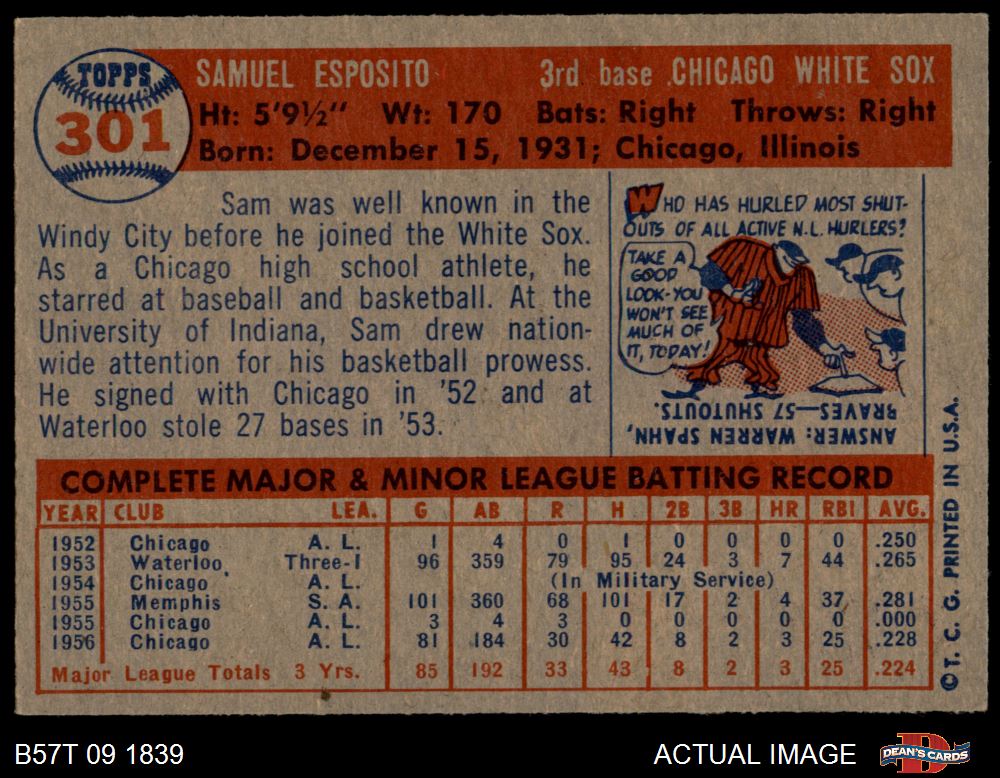 TOPPS
301
SAMUEL ESPOSITO 3rd base .CHICAGO WHITE SOX
Ht: 5'9½" Wt: 170 Bats: Right Throws: Right
Born: December 15, 1931; Chicago, Illinois
Sam was well known in the
Windy City before he joined the White Sox.
As a Chicago high school athlete, he
starred at baseball and basketball. At the
University of Indiana, Sam drew nation-
wide attention for his basketball prowess.
He signed with Chicago in '52 and at
Waterloo stole 27 bases in '53.
WHO HAS HURLED MOST SHUT-
OUTS OF ALL ACTIVE N.L. HURLERS?
TAKE A
GOOD
LOOK-YOU
WON'T SEE
MUCH OF
IT, TODAY!
ANSWER: WARREN SPAHN,
BRAVES—57 SHUTOUTS.
COMPLETE MAJOR & MINOR LEAGUE BATTING RECORD
YEAR CLUB LEA. G AB R H 2B 3B HR RBI AVG.
1952 Chicago A. L. 1 4 0 1 0 0 0 0 .250
1953 Waterloo Three-I 96 359 79 95 24 3 7 44 .265
1954 Chicago A. L. (In Military Service)
1955 Memphis S. A. 101 360 68 101 17 2 4 37 .281
1955 Chicago A. L. 3 4 3 0 0 0 0 0 .000
1956 Chicago A. L. 81 184 30 42 8 2 3 25 .228
Major League Totals 3 Yrs. 85 192 33 43 8 2 3 25 .224
©T. C. G. PRINTED IN U.S.A.
B57T 09 1839 ACTUAL IMAGE DEAN'S CARDS